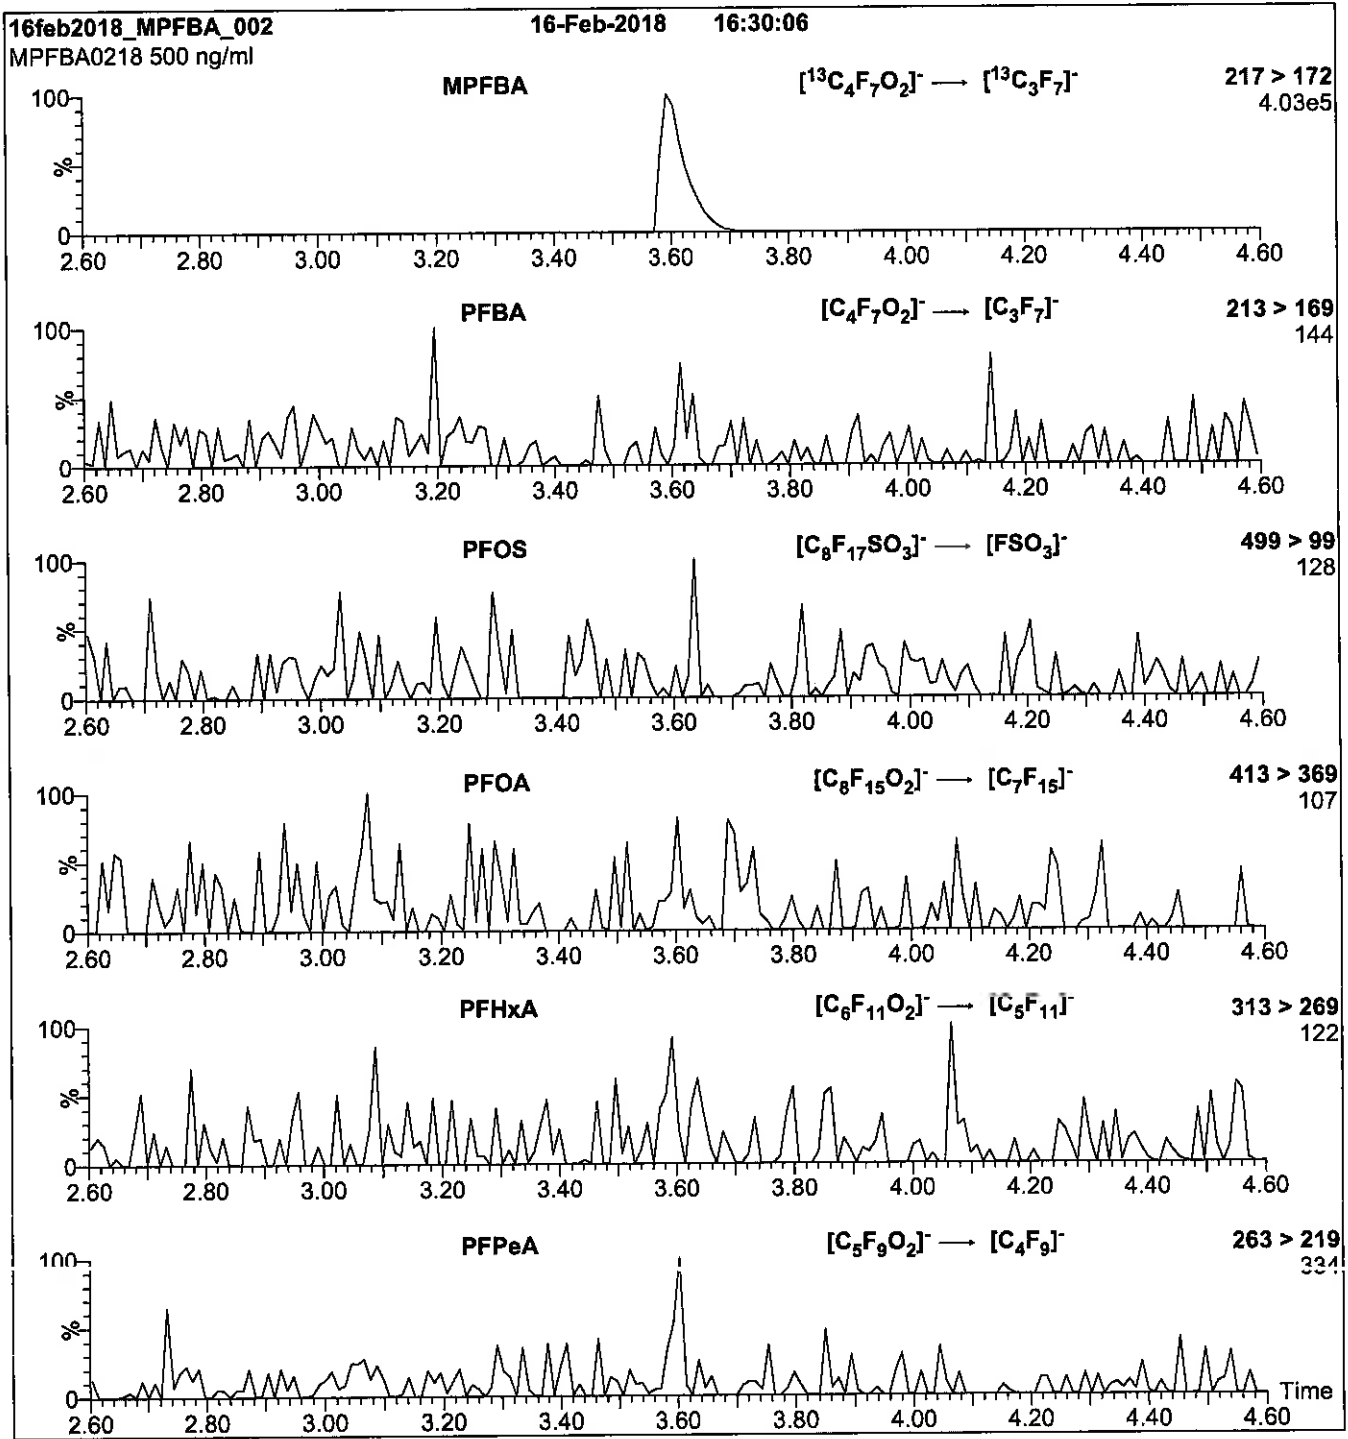 16feb2018_MPFBA_002 16-Feb-2018 16:30:06
MPFBA0218 500 ng/ml
MPFBA [¹³C₄F₇O₂]⁻ → [¹³C₃F₇]⁻ 217 > 172
4.03e5
100
%
0
2.60 2.80 3.00 3.20 3.40 3.60 3.80 4.00 4.20 4.40 4.60
PFBA [C₄F₇O₂]⁻ → [C₃F₇]⁻ 213 > 169
144
100
%
0
2.60 2.80 3.00 3.20 3.40 3.60 3.80 4.00 4.20 4.40 4.60
PFOS [C₈F₁₇SO₃]⁻ → [FSO₃]⁻ 499 > 99
128
100
%
0
2.60 2.80 3.00 3.20 3.40 3.60 3.80 4.00 4.20 4.40 4.60
PFOA [C₈F₁₅O₂]⁻ → [C₇F₁₅]⁻ 413 > 369
107
100
%
0
2.60 2.80 3.00 3.20 3.40 3.60 3.80 4.00 4.20 4.40 4.60
PFHxA [C₆F₁₁O₂]⁻ → [C₅F₁₁]⁻ 313 > 269
122
100
%
0
2.60 2.80 3.00 3.20 3.40 3.60 3.80 4.00 4.20 4.40 4.60
PFPeA [C₅F₉O₂]⁻ → [C₄F₉]⁻ 263 > 219
334
100
%
0
Time
2.60 2.80 3.00 3.20 3.40 3.60 3.80 4.00 4.20 4.40 4.60